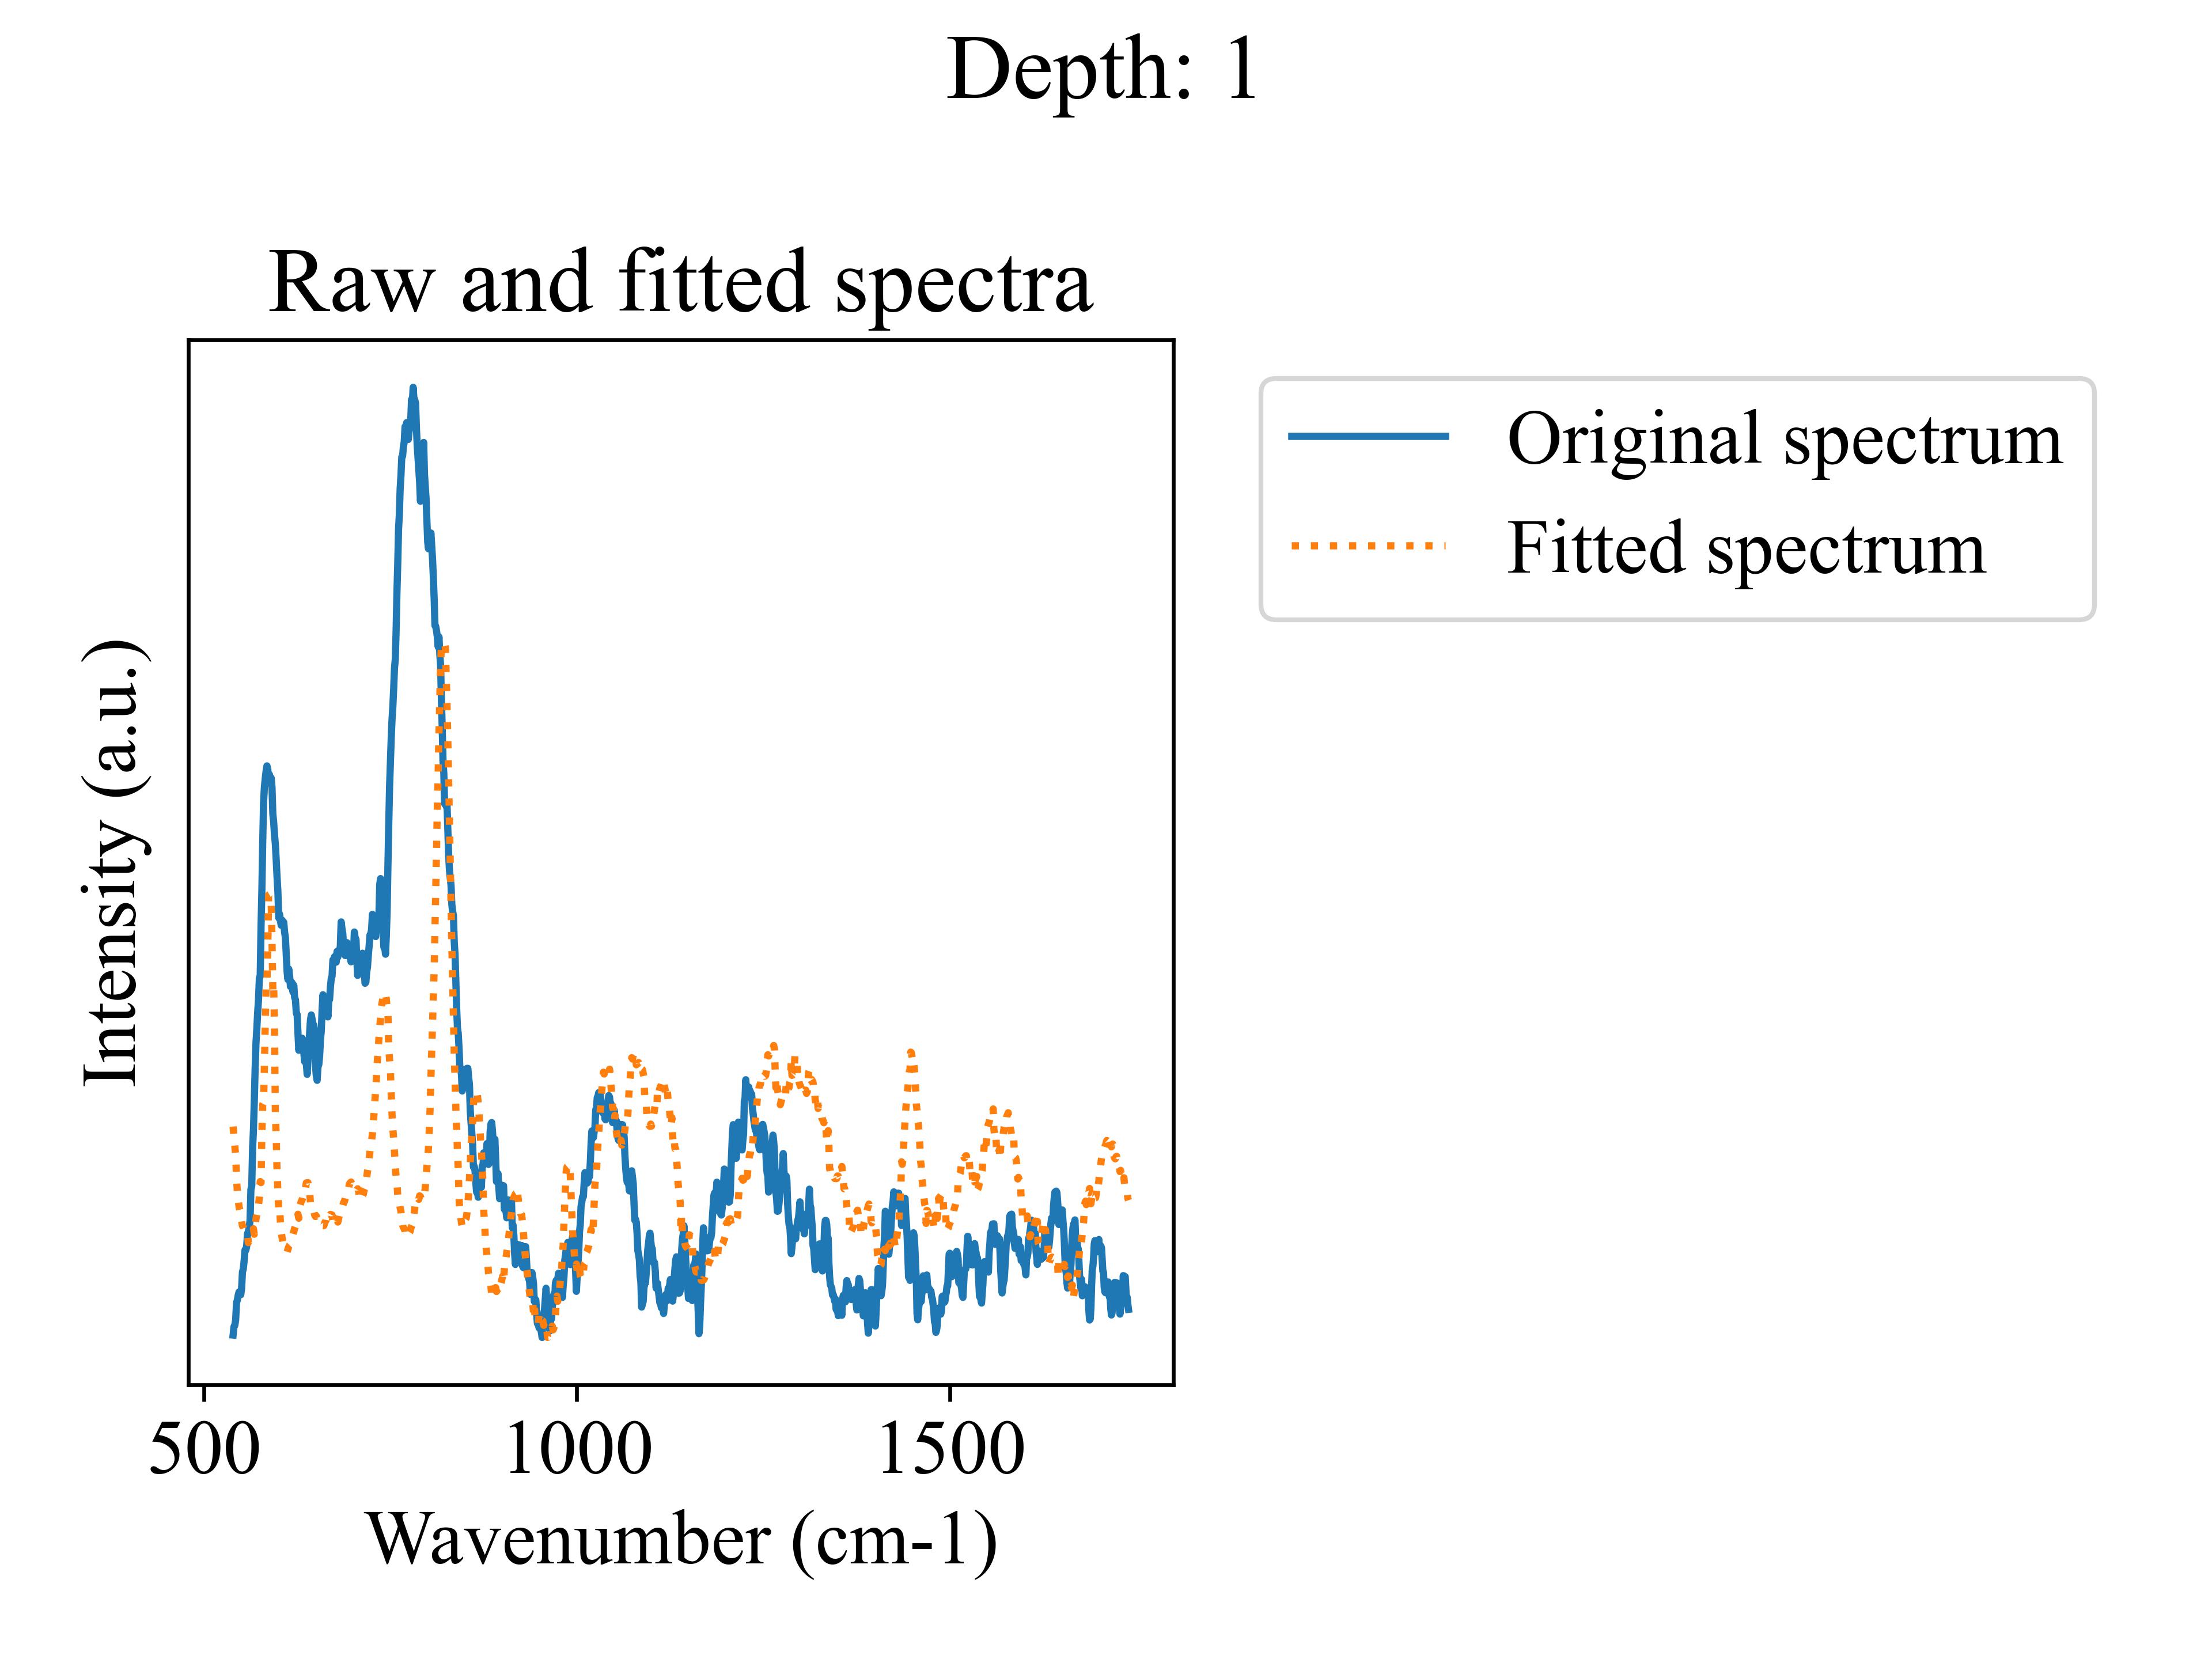 Depth: 1
Raw and fitted spectra
Original spectrum
Fitted spectrum
Intensity (a.u.)
500 1000 1500
Wavenumber (cm-1)